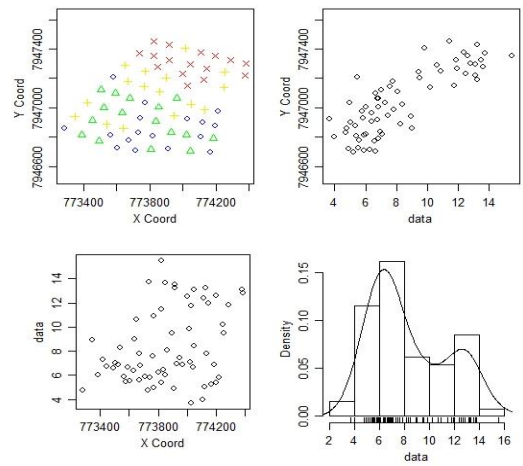 7947400
7947000
7946600
Y Coord
773400 773800 774200
X Coord
7947400
7947000
7946600
Y Coord
4 6 8 10 12 14
data
14
12
10
8
6
4
data
773400 773800 774200
X Coord
0.15
0.10
0.05
0.00
Density
2 4 6 8 10 12 14 16
data